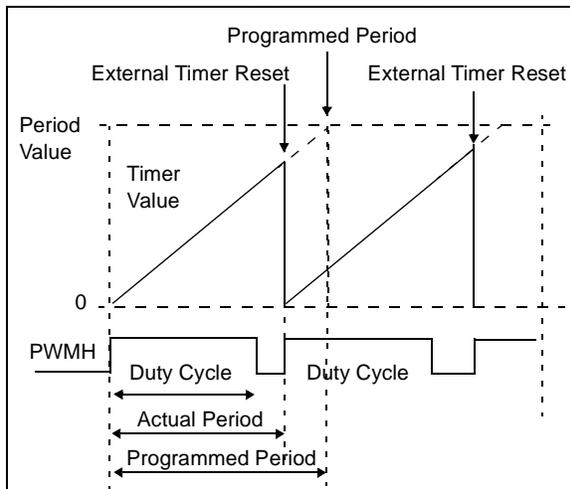 Programmed Period
External Timer Reset
External Timer Reset
Period
Value
Timer
Value
0
PWMH
Duty Cycle
Duty Cycle
Actual Period
Programmed Period